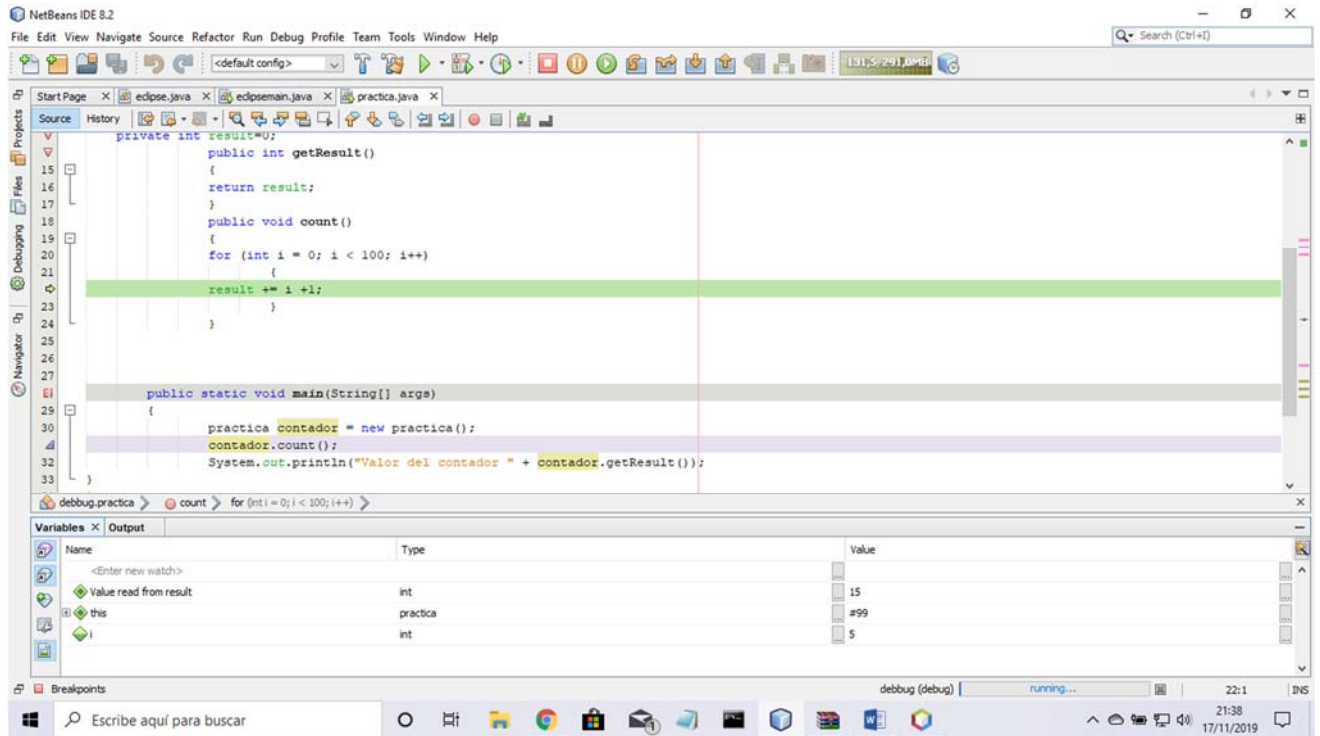 NetBeans IDE 8.2
File Edit View Navigate Source Refactor Run Debug Profile Team Tools Window Help
Search (Ctrl+I)
<default config>
131,5/291,0MB
Start Page
eclipse.java
eclipsemain.java
practica.java
Source
History
Projects
Files
Debugging
Navigator
private int result=0;
public int getResult()
15 {
16 return result;
17 }
18 public void count()
19 {
20 for (int i = 0; i < 100; i++)
21 {
result += i +1;
23 }
24 }
25
26
27
public static void main(String[] args)
29 {
30 practica contador = new practica();
contador.count();
32 System.out.println("Valor del contador " + contador.getResult());
33 }
debbug.practica
count
for (int i = 0; i < 100; i++)
Variables
Output
Name Type Value
<Enter new watch>
Value read from result int 15
this practica #99
i int 5
Breakpoints
debbug (debug)
running...
22:1
INS
Escribe aquí para buscar
21:38
17/11/2019